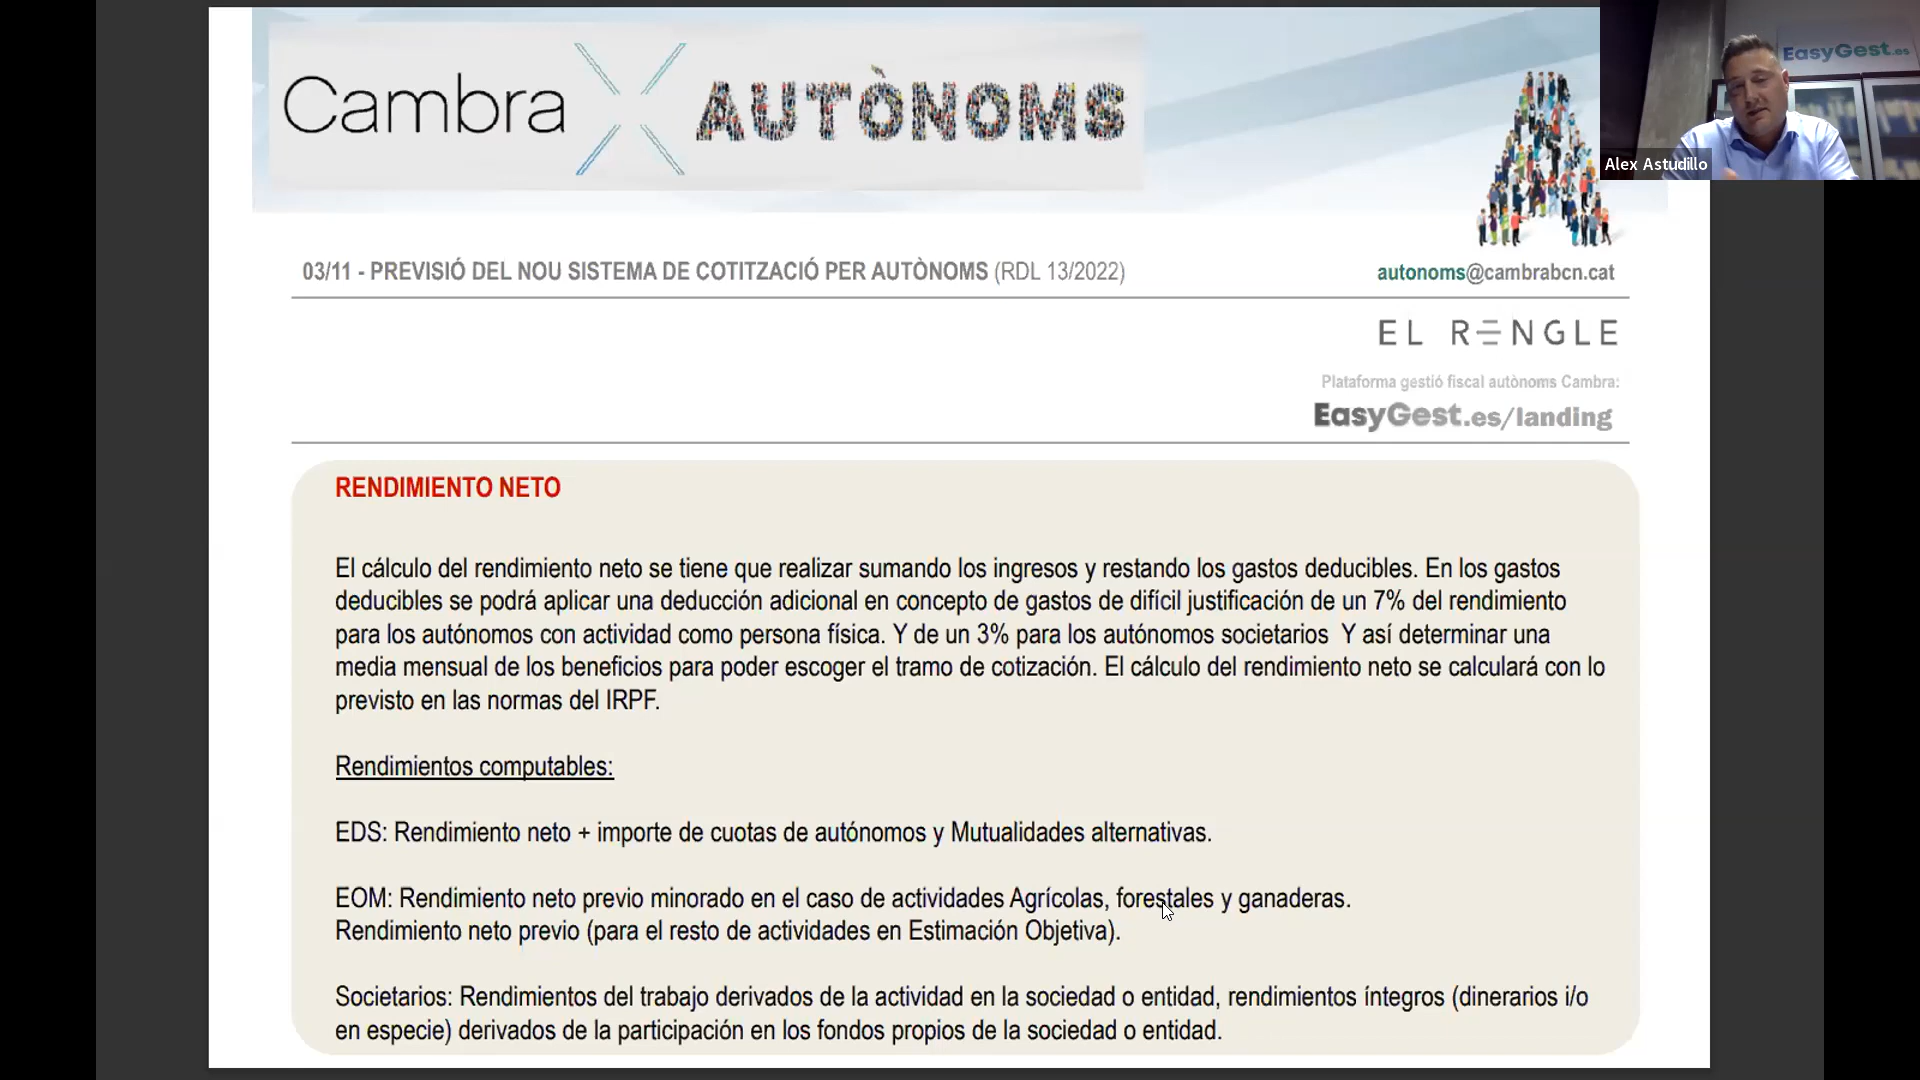 Cambra X AUTÒNOMS
EasyGest.es
Alex Astudillo
03/11 - PREVISIÓ DEL NOU SISTEMA DE COTITZACIÓ PER AUTÒNOMS (RDL 13/2022)
autonoms@cambrabcn.cat
EL RENGLE
Plataforma gestió fiscal autònoms Cambra:
EasyGest.es/landing
RENDIMIENTO NETO
El cálculo del rendimiento neto se tiene que realizar sumando los ingresos y restando los gastos deducibles. En los gastos
deducibles se podrá aplicar una deducción adicional en concepto de gastos de difícil justificación de un 7% del rendimiento
para los autónomos con actividad como persona física. Y de un 3% para los autónomos societarios Y así determinar una
media mensual de los beneficios para poder escoger el tramo de cotización. El cálculo del rendimiento neto se calculará con lo
previsto en las normas del IRPF.
Rendimientos computables:
EDS: Rendimiento neto + importe de cuotas de autónomos y Mutualidades alternativas.
EOM: Rendimiento neto previo minorado en el caso de actividades Agrícolas, forestales y ganaderas.
Rendimiento neto previo (para el resto de actividades en Estimación Objetiva).
Societarios: Rendimientos del trabajo derivados de la actividad en la sociedad o entidad, rendimientos íntegros (dinerarios i/o
en especie) derivados de la participación en los fondos propios de la sociedad o entidad.